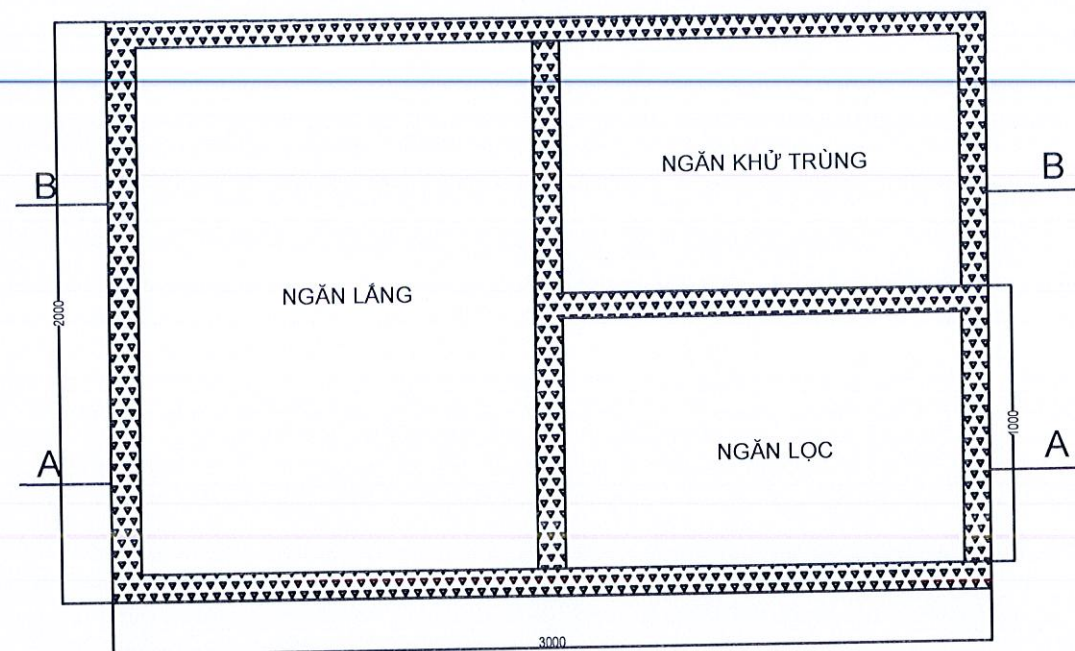 NGĂN KHỬ TRÙNG
B
B
NGĂN LẮNG
2000
1000
NGĂN LỌC
A
A
3000